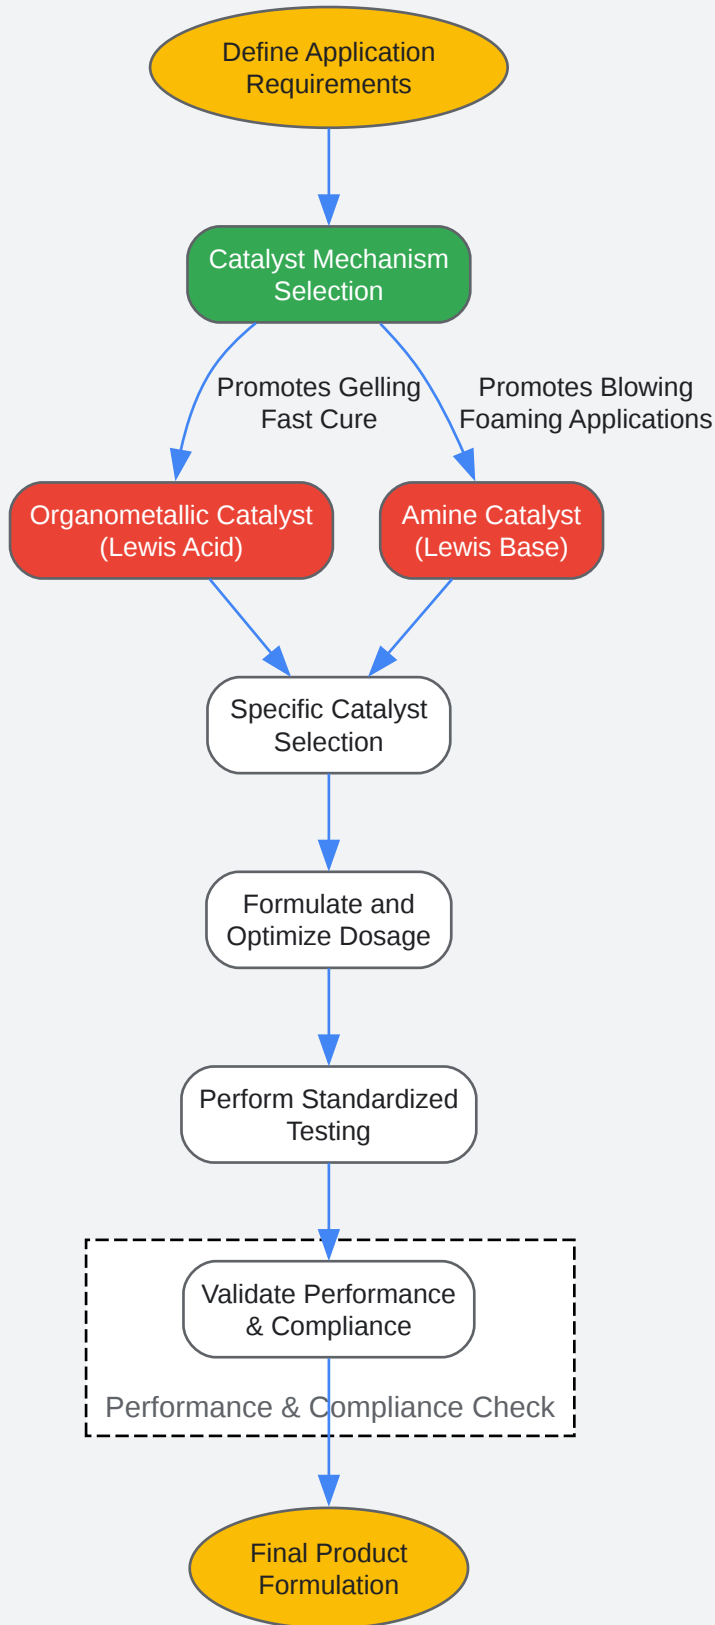 Define Application
Requirements
Catalyst Mechanism
Selection
Promotes Gelling
Fast Cure
Promotes Blowing
Foaming Applications
Organometallic Catalyst
(Lewis Acid)
Amine Catalyst
(Lewis Base)
Specific Catalyst
Selection
Formulate and
Optimize Dosage
Perform Standardized
Testing
Validate Performance
& Compliance
Performance & Compliance Check
Final Product
Formulation